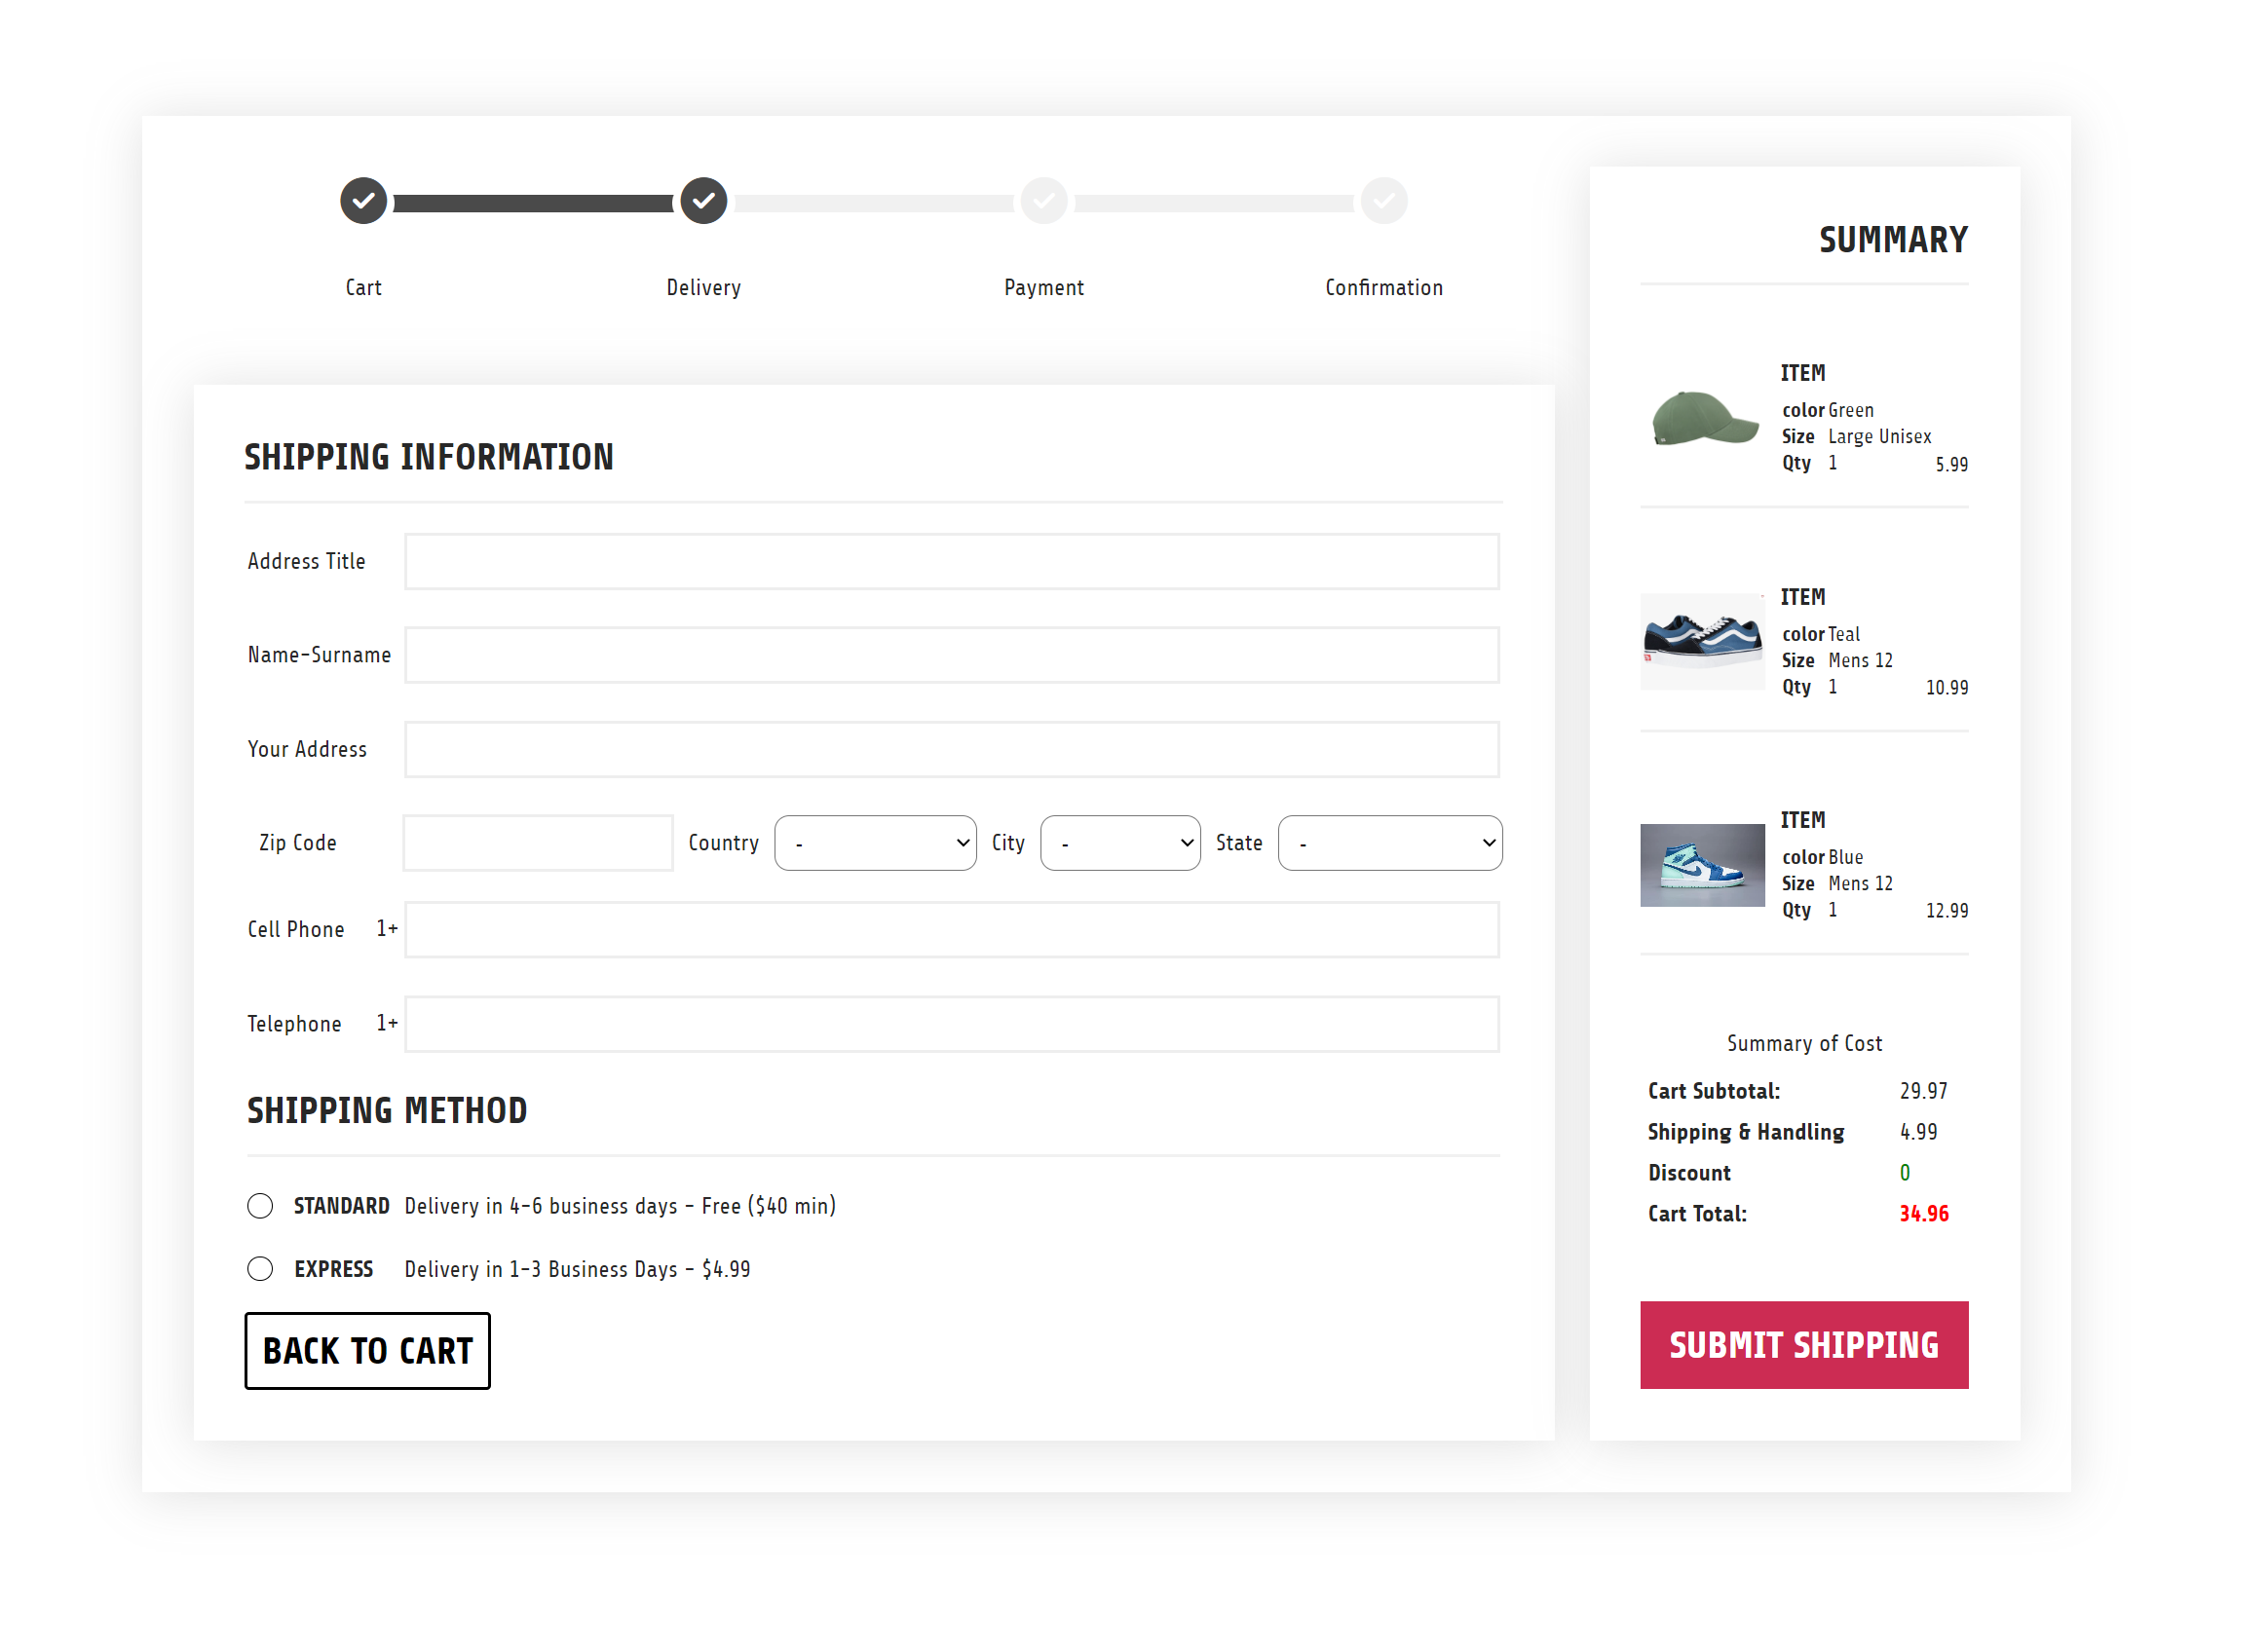 Cart
Delivery
Payment
Confirmation
SHIPPING INFORMATION
Address Title
Name-Surname
Your Address
Zip Code
Country
-
City
-
State
-
Cell Phone 1+
Telephone 1+
SHIPPING METHOD
STANDARD Delivery in 4-6 business days - Free ($40 min)
EXPRESS Delivery in 1-3 Business Days - $4.99
BACK TO CART
SUMMARY
ITEM
color Green
Size Large Unisex
Qty 1
5.99
ITEM
color Teal
Size Mens 12
Qty 1
10.99
ITEM
color Blue
Size Mens 12
Qty 1
12.99
Summary of Cost
Cart Subtotal: 29.97
Shipping & Handling 4.99
Discount 0
Cart Total: 34.96
SUBMIT SHIPPING